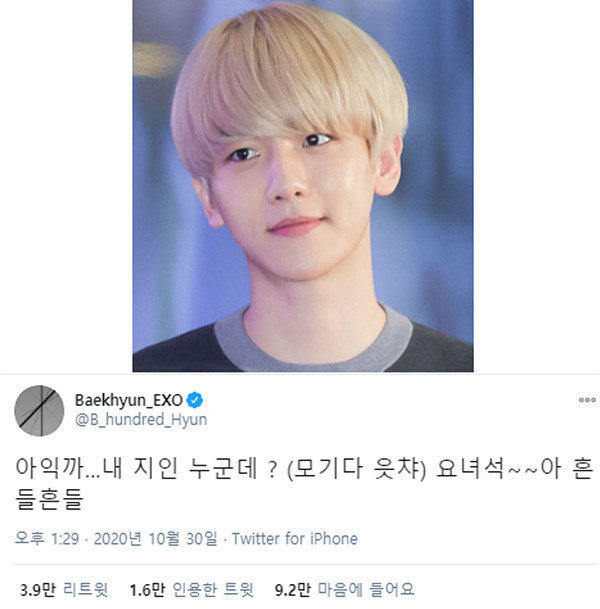 Baekhyun_EXO
@B_hundred_Hyun
아익까...내 지인 누군데 ? (모기다 읏챠) 요녀석~~아 흔
들흔들
오후 1:29 · 2020년 10월 30일 · Twitter for iPhone
3.9만 리트윗 1.6만 인용한 트윗 9.2만 마음에 들어요